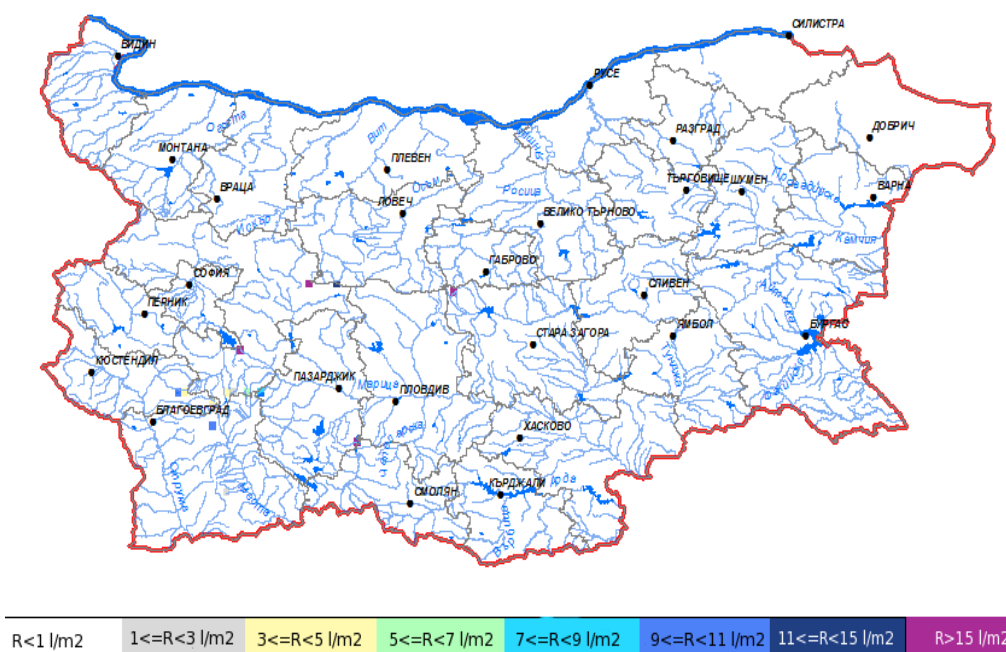 СИЛИСТРА
ВИДИН
РУСЕ
Огоста
Вит
ДОБРИЧ
РАЗГРАД
МОНТАНА
ПЛЕВЕН
ВРАЦА
Осъм
Росица
ТЪРГОВИЩЕ
ШУМЕН
Провадийска
ВАРНА
ЛОВЕЧ
Искър
ВЕЛИКО ТЪРНОВО
Камчия
СОФИЯ
ГАБРОВО
СЛИВЕН
Айтоска
ПЕРНИК
СТАРА ЗАГОРА
ЯМБОЛ
БУРГАС
Тунджа
КЮСТЕНДИЛ
ПАЗАРДЖИК
Марица
ПЛОВДИВ
БЛАГОЕВГРАД
ХАСКОВО
Струма
Места
СМОЛЯН
КЪРДЖАЛИ
R<1 l/m2
1<=R<3 l/m2
3<=R<5 l/m2
5<=R<7 l/m2
7<=R<9 l/m2
9<=R<11 l/m2
11<=R<15 l/m2
R>15 l/m2